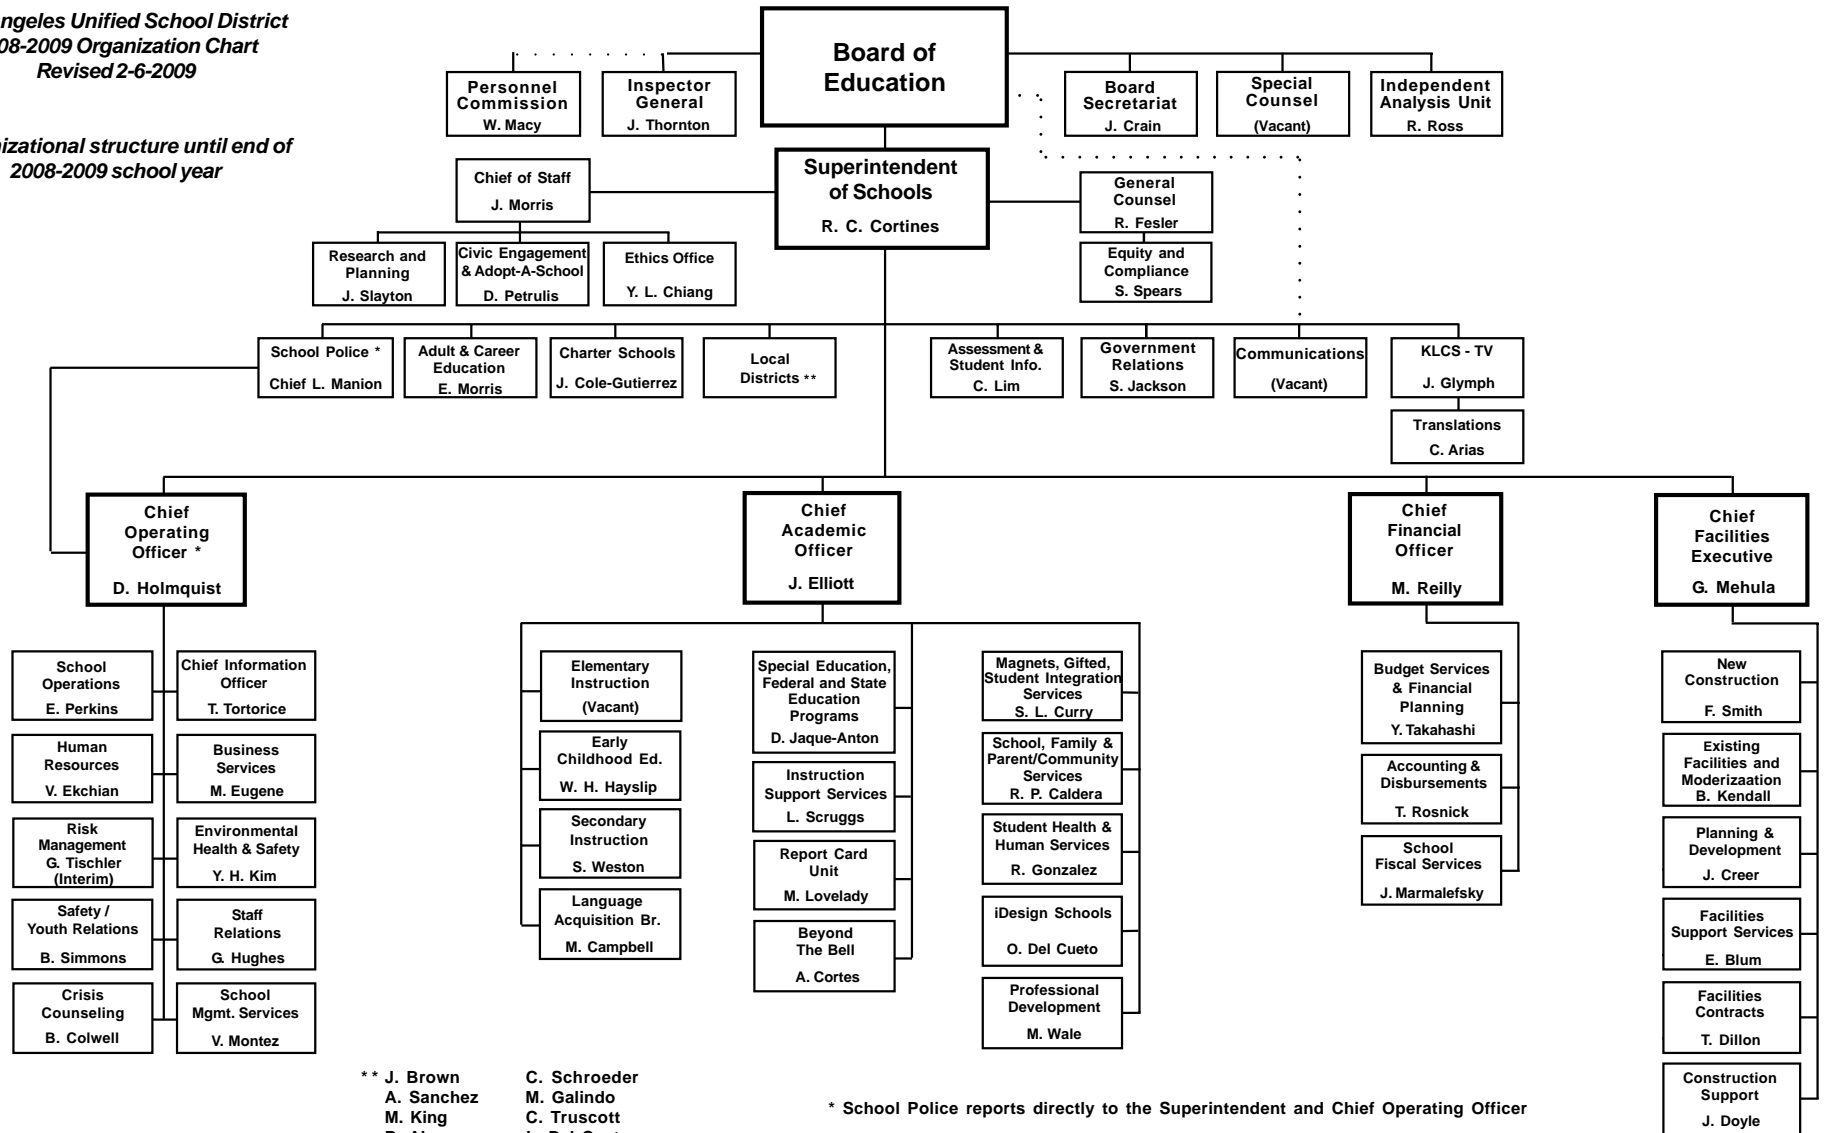 ngeles Unified School District
08-2009 Organization Chart
Revised 2-6-2009
nizational structure until end of
2008-2009 school year
Board of
Education
Personnel
Commission
W. Macy
Inspector
General
J. Thornton
Board
Secretariat
J. Crain
Special
Counsel
(Vacant)
Independent
Analysis Unit
R. Ross
Superintendent
of Schools
R. C. Cortines
Chief of Staff
J. Morris
General
Counsel
R. Fesler
Research and
Planning
J. Slayton
Civic Engagement
& Adopt-A-School
D. Petrulis
Ethics Office
Y. L. Chiang
Equity and
Compliance
S. Spears
School Police *
Chief L. Manion
Adult & Career
Education
E. Morris
Charter Schools
J. Cole-Gutierrez
Local
Districts **
Assessment &
Student Info.
C. Lim
Government
Relations
S. Jackson
Communications
(Vacant)
KLCS - TV
J. Glymph
Translations
C. Arias
Chief
Operating
Officer *
D. Holmquist
Chief
Academic
Officer
J. Elliott
Chief
Financial
Officer
M. Reilly
Chief
Facilities
Executive
G. Mehula
School
Operations
E. Perkins
Chief Information
Officer
T. Tortorice
Human
Resources
V. Ekchian
Business
Services
M. Eugene
Risk
Management
G. Tischler
(Interim)
Environmental
Health & Safety
Y. H. Kim
Safety /
Youth Relations
B. Simmons
Staff
Relations
G. Hughes
Crisis
Counseling
B. Colwell
School
Mgmt. Services
V. Montez
Elementary
Instruction
(Vacant)
Early
Childhood Ed.
W. H. Hayslip
Secondary
Instruction
S. Weston
Language
Acquisition Br.
M. Campbell
Special Education,
Federal and State
Education
Programs
D. Jaque-Anton
Instruction
Support Services
L. Scruggs
Report Card
Unit
M. Lovelady
Beyond
The Bell
A. Cortes
Magnets, Gifted,
Student Integration
Services
S. L. Curry
School, Family &
Parent/Community
Services
R. P. Caldera
Student Health &
Human Services
R. Gonzalez
iDesign Schools
O. Del Cueto
Professional
Development
M. Wale
Budget Services
& Financial
Planning
Y. Takahashi
Accounting &
Disbursements
T. Rosnick
School
Fiscal Services
J. Marmalefsky
New
Construction
F. Smith
Existing
Facilities and
Moderizaation
B. Kendall
Planning &
Development
J. Creer
Facilities
Support Services
E. Blum
Facilities
Contracts
T. Dillon
Construction
Support
J. Doyle
** J. Brown C. Schroeder
A. Sanchez M. Galindo
M. King C. Truscott
* School Police reports directly to the Superintendent and Chief Operating Officer